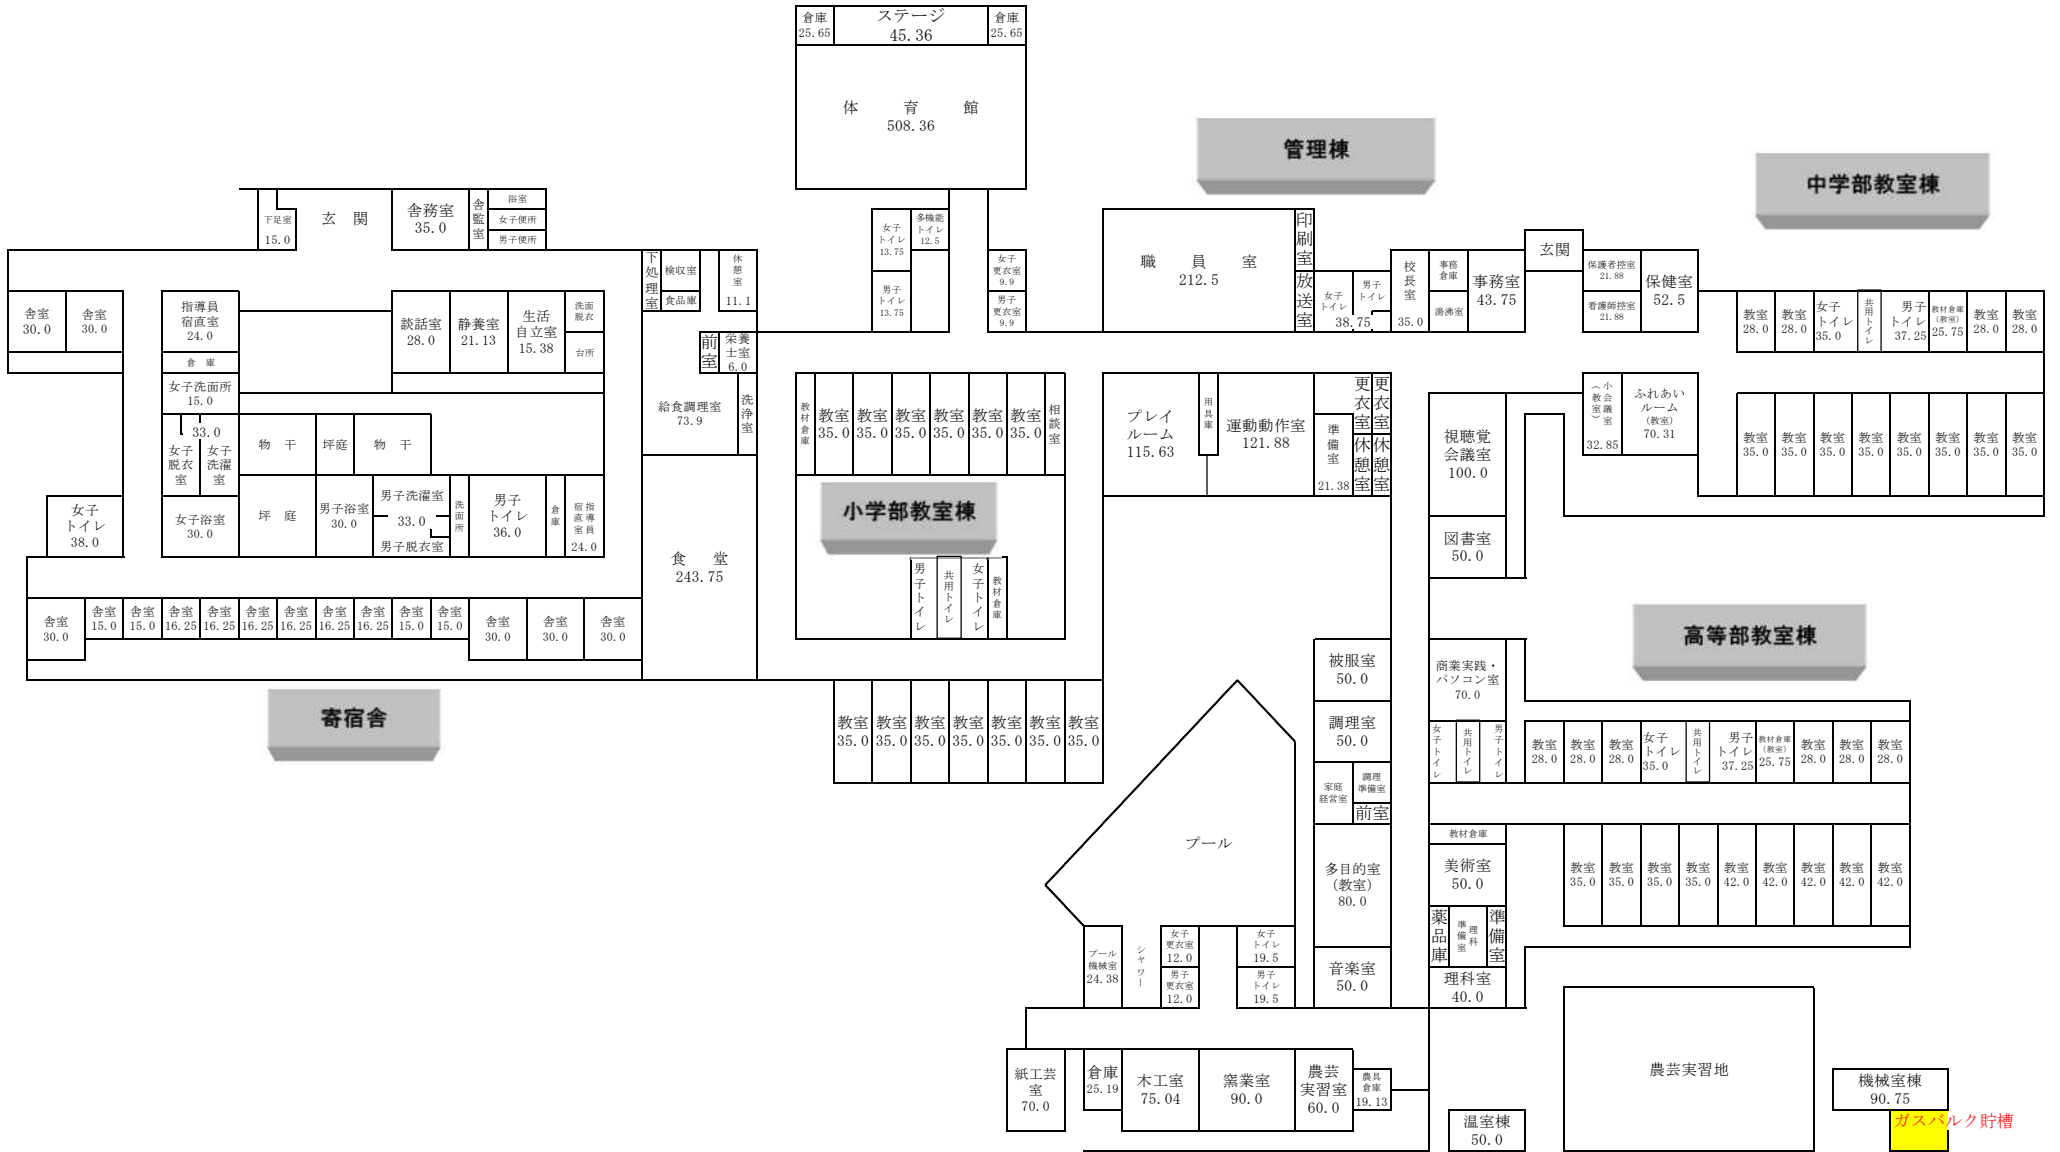 倉庫
25.65
ステージ
45.36
倉庫
25.65
体　育　館
508.36
管理棟
中学部教室棟
下足室
15.0
玄　関
舎務室
35.0
舎監室
浴室
女子便所
男子便所
女子
トイレ
13.75
多機能
トイレ
12.5
男子
トイレ
13.75
女子
更衣室
9.9
男子
更衣室
9.9
職　員　室
212.5
印刷室
放送室
女子
トイレ
男子
トイレ
38.75
校長室
35.0
事務
倉庫
湯沸室
事務室
43.75
玄関
保護者控室
21.88
看護師控室
21.88
保健室
52.5
教室
28.0
教室
28.0
女子
トイレ
35.0
共用トイレ
男子
トイレ
37.25
教材倉庫
(教室)
25.75
教室
28.0
教室
28.0
下処理室
検収室
食品庫
休憩室
11.1
前室
栄養
士室
6.0
給食調理室
73.9
洗浄室
食　堂
243.75
舎室
30.0
舎室
30.0
指導員
宿直室
24.0
倉　庫
女子洗面所
15.0
33.0
女子
脱衣
室
女子
洗濯
室
女子浴室
30.0
談話室
28.0
静養室
21.13
生活
自立室
15.38
洗面
脱衣
台所
物　干
坪庭
物　干
坪　庭
男子浴室
30.0
男子洗濯室
33.0
男子脱衣室
洗面所
男子
トイレ
36.0
倉庫
指導員
宿直室
24.0
女子
トイレ
38.0
舎室
30.0
舎室
15.0
舎室
15.0
舎室
16.25
舎室
16.25
舎室
16.25
舎室
16.25
舎室
16.25
舎室
16.25
舎室
15.0
舎室
15.0
舎室
30.0
舎室
30.0
舎室
30.0
寄宿舎
教材倉庫
教室
35.0
教室
35.0
教室
35.0
教室
35.0
教室
35.0
教室
35.0
相談室
小学部教室棟
男子トイレ
共用トイレ
女子トイレ
教材倉庫
教室
35.0
教室
35.0
教室
35.0
教室
35.0
教室
35.0
教室
35.0
教室
35.0
プレイ
ルーム
115.63
用具庫
運動動作室
121.88
準備室
21.38
更衣室
更衣室
休憩室
休憩室
視聴覚
会議室
100.0
図書室
50.0
小会議室
(教室)
32.85
ふれあい
ルーム
(教室)
70.31
教室
35.0
教室
35.0
教室
35.0
教室
35.0
教室
35.0
教室
35.0
教室
35.0
教室
35.0
高等部教室棟
被服室
50.0
調理室
50.0
家庭
経営室
調理
準備室
前室
多目的室
(教室)
80.0
音楽室
50.0
商業実践・
パソコン室
70.0
女子トイレ
共用トイレ
男子トイレ
教室
28.0
教室
28.0
教室
28.0
女子
トイレ
35.0
共用トイレ
男子
トイレ
37.25
教材倉庫
(教室)
25.75
教室
28.0
教室
28.0
教室
28.0
教材倉庫
美術室
50.0
薬品庫
理科
準備室
準備室
理科室
40.0
教室
35.0
教室
35.0
教室
35.0
教室
35.0
教室
42.0
教室
42.0
教室
42.0
教室
42.0
教室
42.0
プール
プール
機械室
24.38
シャワー
女子
更衣室
12.0
男子
更衣室
12.0
女子
トイレ
19.5
男子
トイレ
19.5
紙工芸
室
70.0
倉庫
25.19
木工室
75.04
窯業室
90.0
農芸
実習室
60.0
農具
倉庫
19.13
温室棟
50.0
農芸実習地
機械室棟
90.75
ガスバルク貯槽